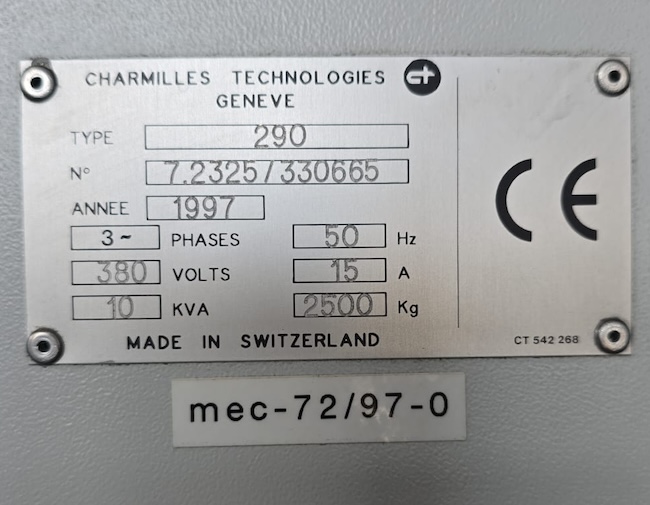 CHARMILLES TECHNOLOGIES
GENEVE
TYPE 290
N° 7.2325/330665
ANNEE 1997
3~ PHASES 50 Hz
380 VOLTS 15 A
10 KVA 2500 Kg
MADE IN SWITZERLAND
CE
CT 542 268
mec-72/97-0